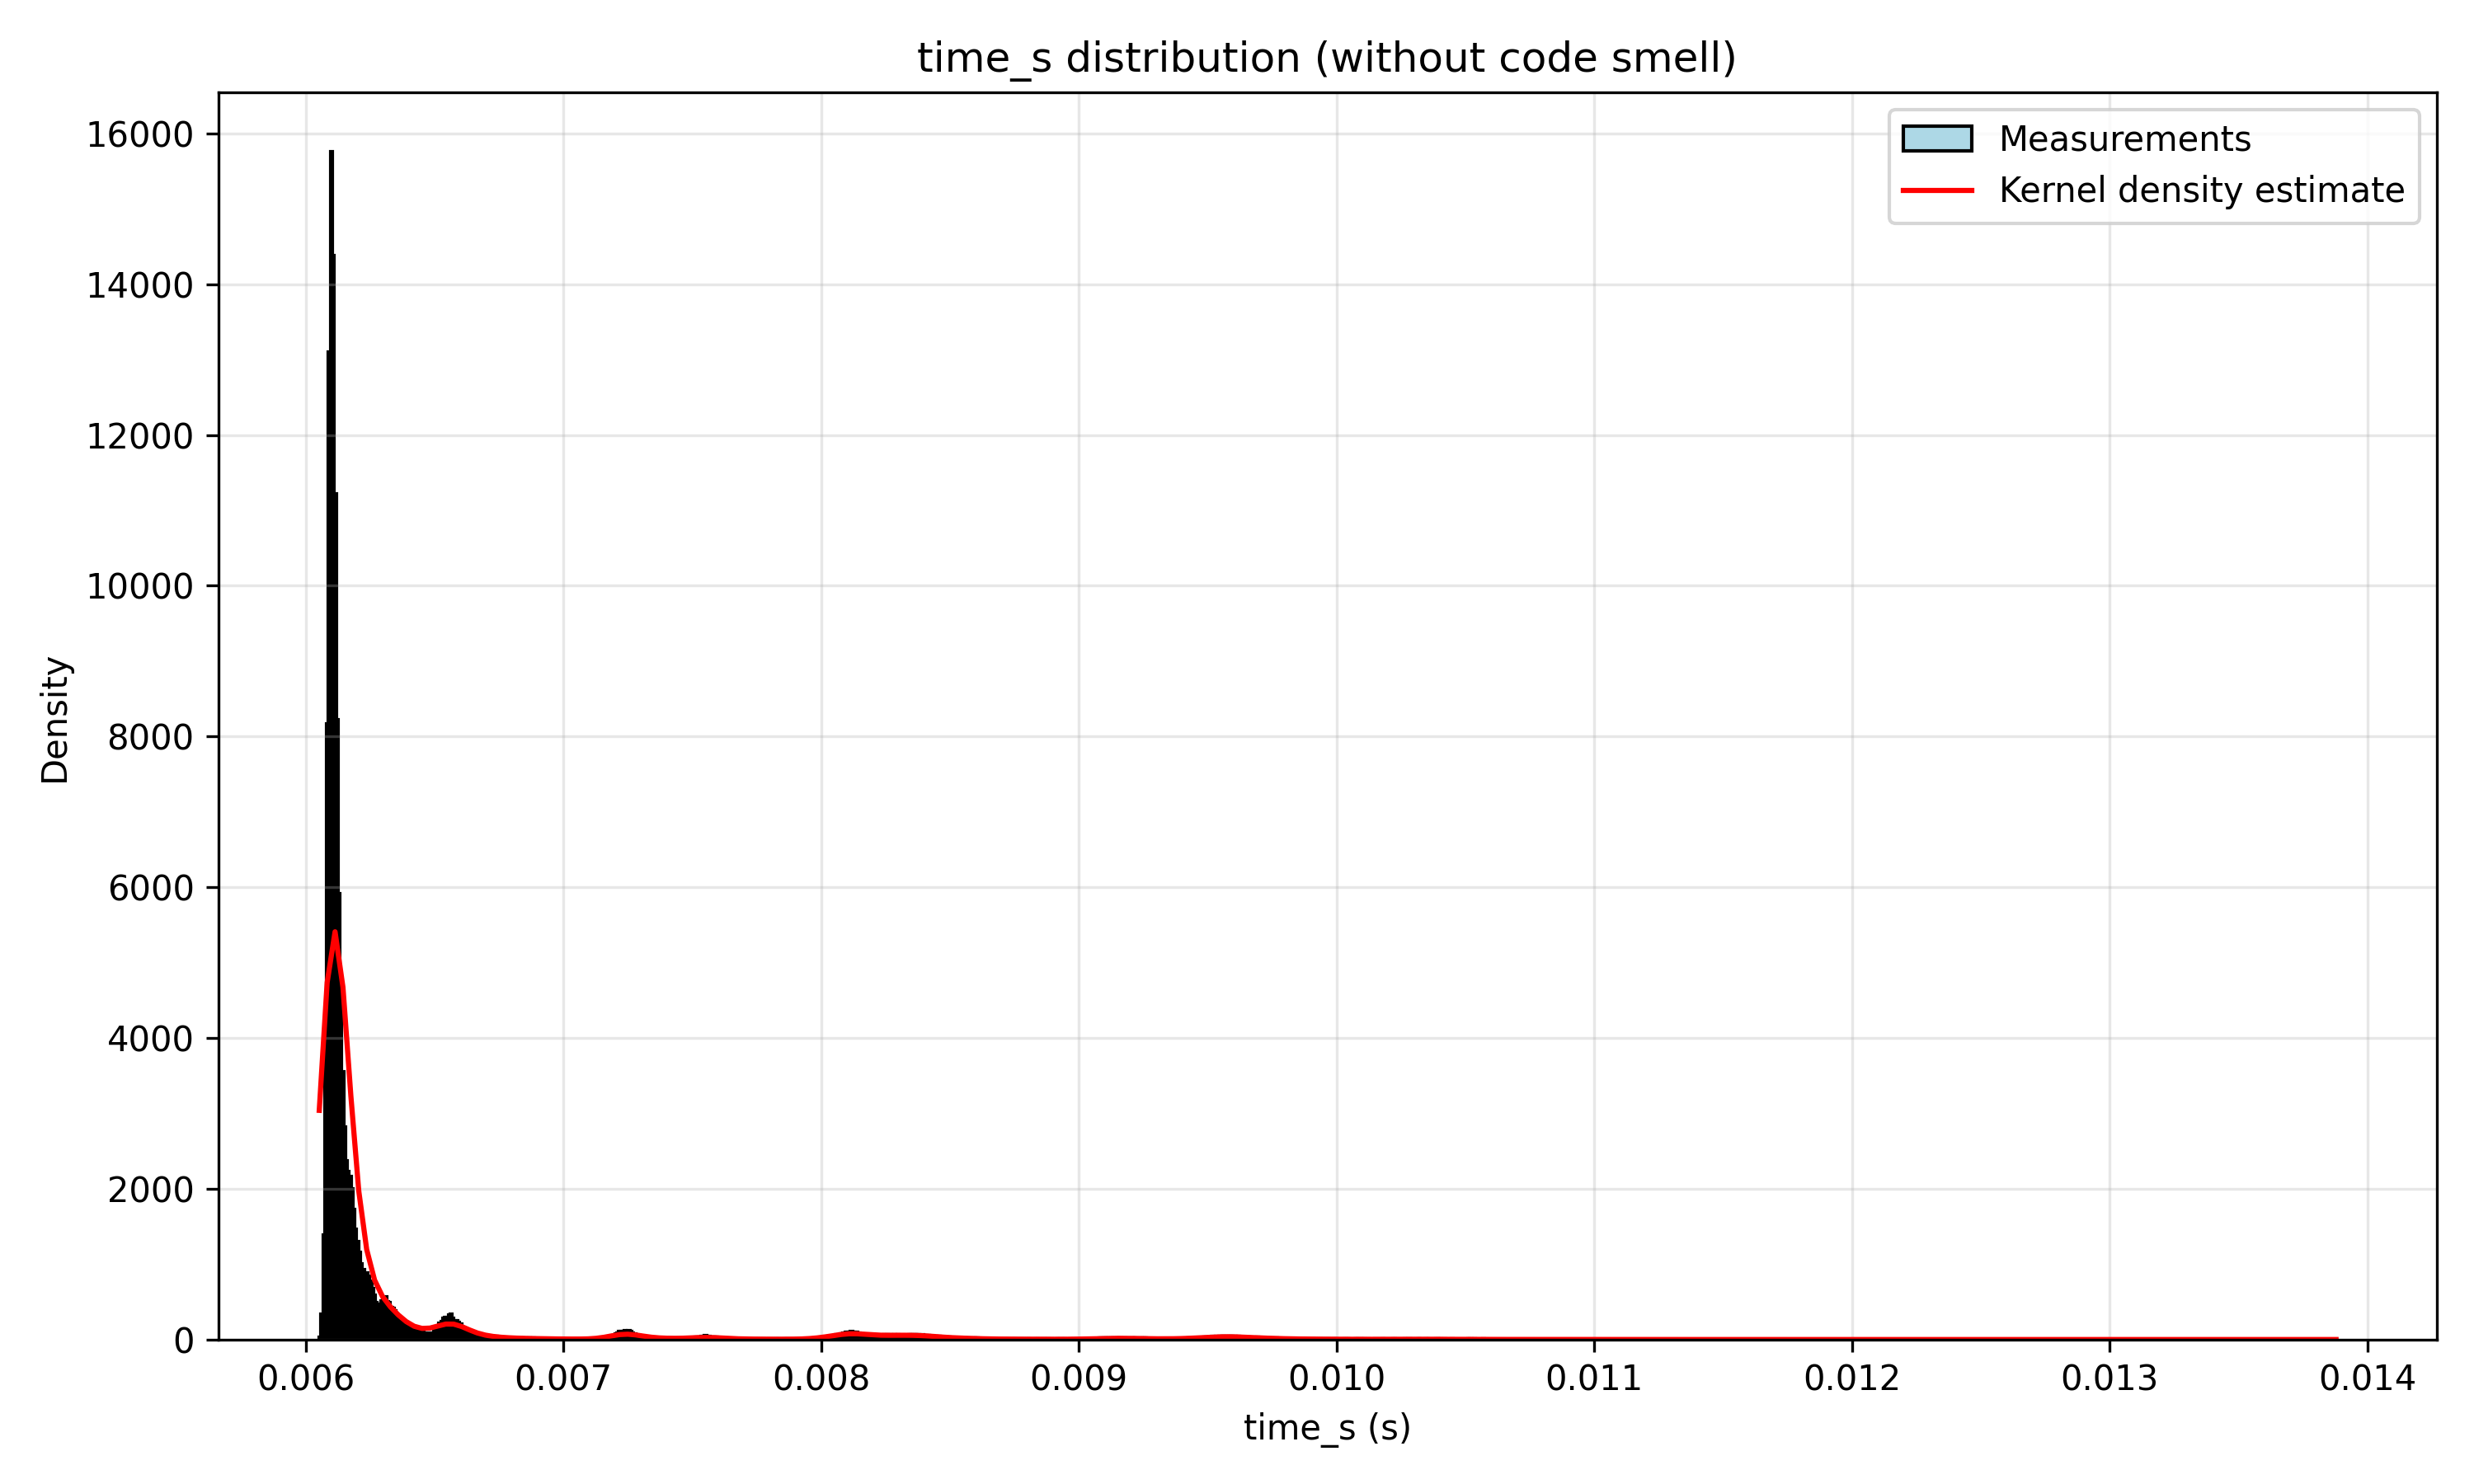 time_s distribution (without code smell)
Measurements
Kernel density estimate
16000
14000
12000
10000
8000
6000
4000
2000
0
Density
0.006 0.007 0.008 0.009 0.010 0.011 0.012 0.013 0.014
time_s (s)